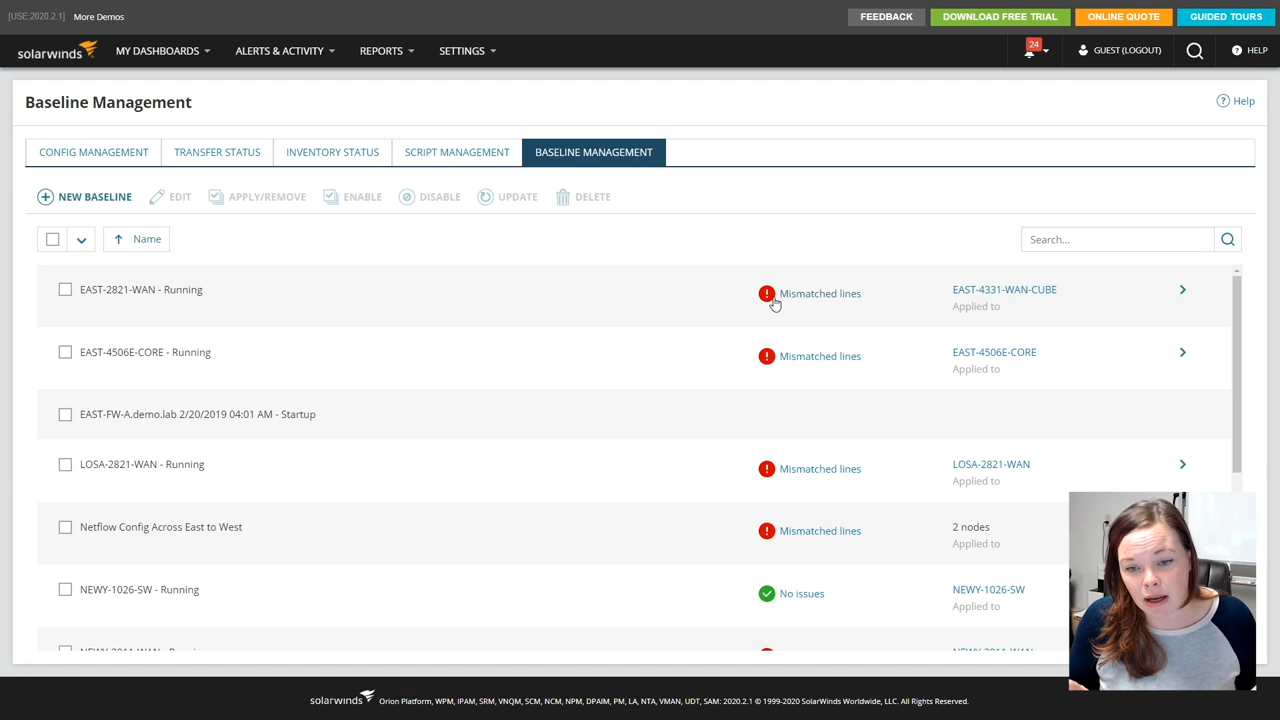 [USE:2020.2.1] More Demos FEEDBACK DOWNLOAD FREE TRIAL ONLINE QUOTE GUIDED TOURS
solarwinds MY DASHBOARDS ALERTS & ACTIVITY REPORTS SETTINGS 24 GUEST (LOGOUT) HELP
Baseline Management
Help
CONFIG MANAGEMENT TRANSFER STATUS INVENTORY STATUS SCRIPT MANAGEMENT BASELINE MANAGEMENT
NEW BASELINE EDIT APPLY/REMOVE ENABLE DISABLE UPDATE DELETE
Name Search...
EAST-2821-WAN - Running Mismatched lines EAST-4331-WAN-CUBE
Applied to
EAST-4506E-CORE - Running Mismatched lines EAST-4506E-CORE
Applied to
EAST-FW-A.demo.lab 2/20/2019 04:01 AM - Startup
LOSA-2821-WAN - Running Mismatched lines LOSA-2821-WAN
Applied to
Netflow Config Across East to West Mismatched lines 2 nodes
Applied to
NEWY-1026-SW - Running No issues NEWY-1026-SW
Applied to
solarwinds Orion Platform, WPM, IPAM, SRM, VNQM, SCM, NCM, NPM, DPAIM, PM, LA, NTA, VMAN, UDT, SAM: 2020.2.1 © 1999-2020 SolarWinds Worldwide, LLC. All Rights Reserved.